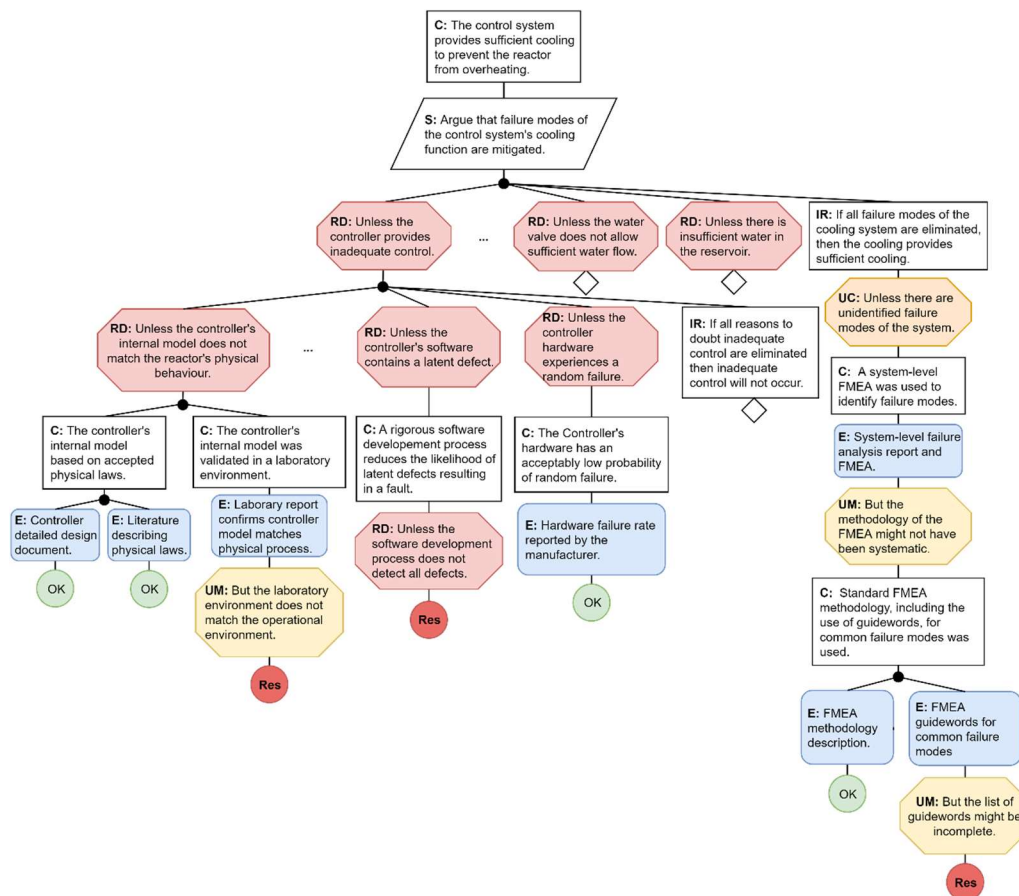 C: The control system
provides sufficient cooling
to prevent the reactor
from overheating.
S: Argue that failure modes of
the control system's cooling
function are mitigated.
RD: Unless the
controller provides
inadequate control.
...
RD: Unless the water
valve does not allow
sufficient water flow.
RD: Unless there is
insufficient water in
the reservoir.
IR: If all failure modes of the
cooling system are eliminated,
then the cooling provides
sufficient cooling.
UC: Unless there are
unidentified failure
modes of the system.
RD: Unless the controller's
internal model does not
match the reactor's physical
behaviour.
...
RD: Unless the
controller's software
contains a latent defect.
RD: Unless the
controller
hardware
experiences a
random failure.
IR: If all reasons to
doubt inadequate
control are eliminated
then inadequate
control will not occur.
C: A system-level
FMEA was used to
identify failure modes.
C: The controller's
internal model
based on accepted
physical laws.
C: The controller's
internal model was
validated in a laboratory
environment.
C: A rigorous software
developement process
reduces the likelihood of
latent defects resulting
in a fault.
C: The Controller's
hardware has an
acceptably low probability
of random failure.
E: System-level failure
analysis report and
FMEA.
E: Controller
detailed design
document.
E: Literature
describing
physical laws.
E: Laborary report
confirms controller
model matches
physical process.
RD: Unless the
software development
process does not
detect all defects.
E: Hardware failure rate
reported by the
manufacturer.
UM: But the
methodology of the
FMEA might not have
been systematic.
OK
OK
UM: But the laboratory
environment does not
match the operational
environment.
Res
OK
C: Standard FMEA
methodology, including the
use of guidewords, for
common failure modes was
used.
Res
E: FMEA
methodology
description.
E: FMEA
guidewords for
common failure
modes
OK
UM: But the list of
guidewords might be
incomplete.
Res